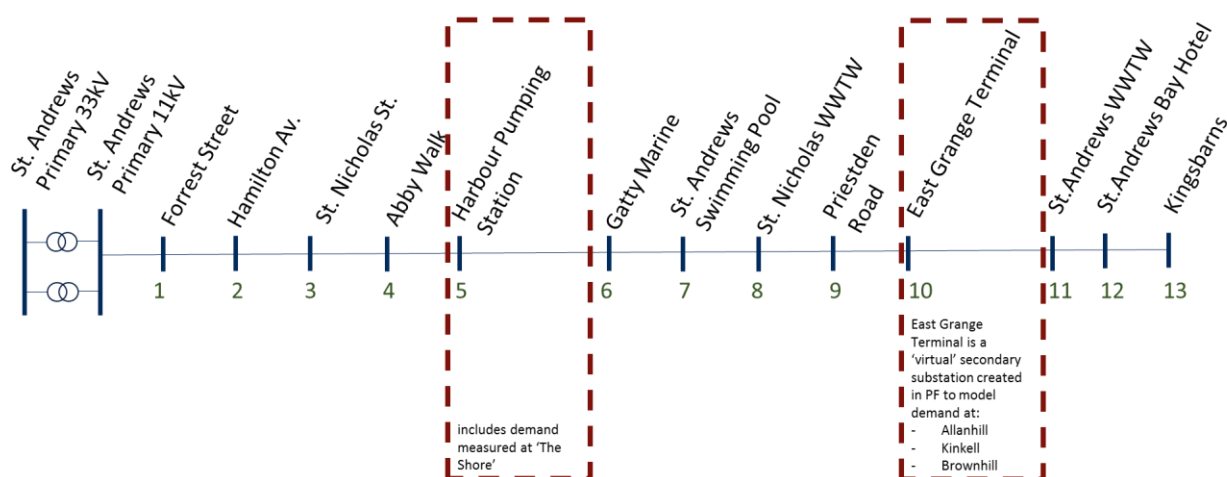 St. Andrews
Primary 33kV
St. Andrews
Primary 11kV
Forrest Street
Hamilton Av.
St. Nicholas St.
Abby Walk
Harbour Pumping
Station
Gatty Marine
St. Andrews
Swimming Pool
St. Nicholas WWTW
Priestden
Road
East Grange Terminal
St.Andrews WWTW
St.Andrews Bay Hotel
Kingsbarns
1
2
3
4
5
6
7
8
9
10
11
12
13
includes demand
measured at ‘The
Shore’
East Grange
Terminal is a
‘virtual’ secondary
substation created
in PF to model
demand at:
- Allanhill
- Kinkell
- Brownhill